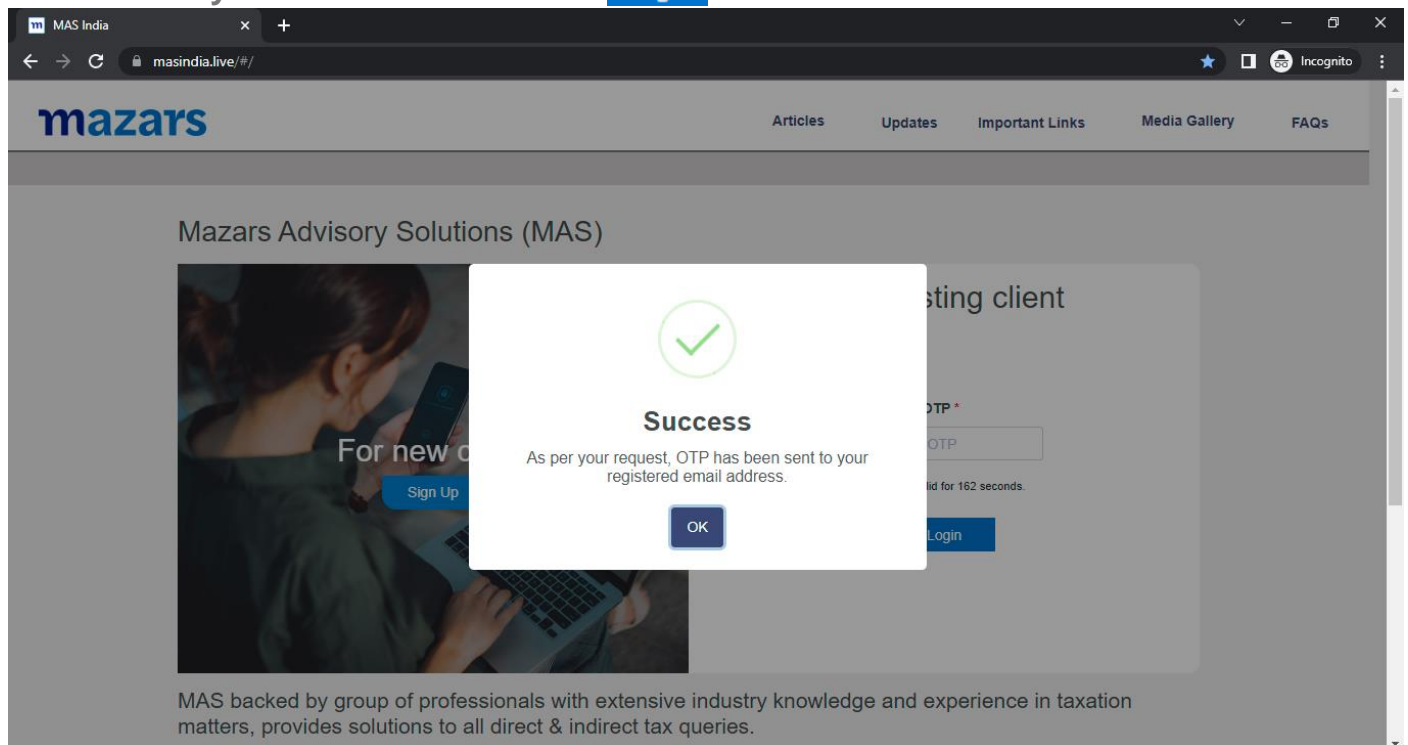 MAS India
masindia.live/#/
Incognito
mazars
Articles Updates Important Links Media Gallery FAQs
Mazars Advisory Solutions (MAS)
sting client
OTP *
For new c
OTP
Sign Up
lid for 162 seconds.
Login
Success
As per your request, OTP has been sent to your
registered email address.
OK
MAS backed by group of professionals with extensive industry knowledge and experience in taxation
matters, provides solutions to all direct & indirect tax queries.